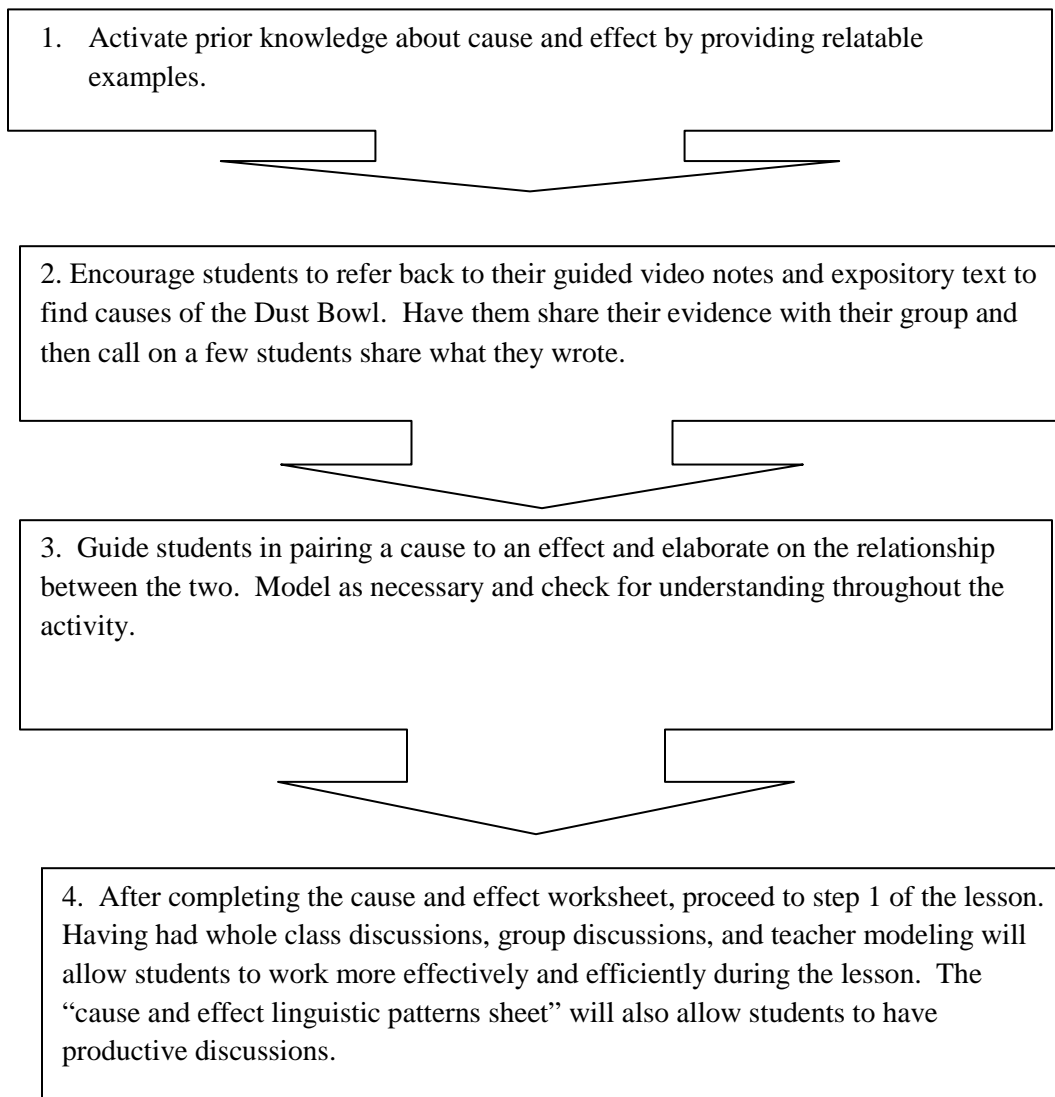 1. Activate prior knowledge about cause and effect by providing relatable
examples.
2. Encourage students to refer back to their guided video notes and expository text to
find causes of the Dust Bowl.  Have them share their evidence with their group and
then call on a few students share what they wrote.
3.  Guide students in pairing a cause to an effect and elaborate on the relationship
between the two.  Model as necessary and check for understanding throughout the
activity.
4.  After completing the cause and effect worksheet, proceed to step 1 of the lesson.
Having had whole class discussions, group discussions, and teacher modeling will
allow students to work more effectively and efficiently during the lesson.  The
“cause and effect linguistic patterns sheet” will also allow students to have
productive discussions.